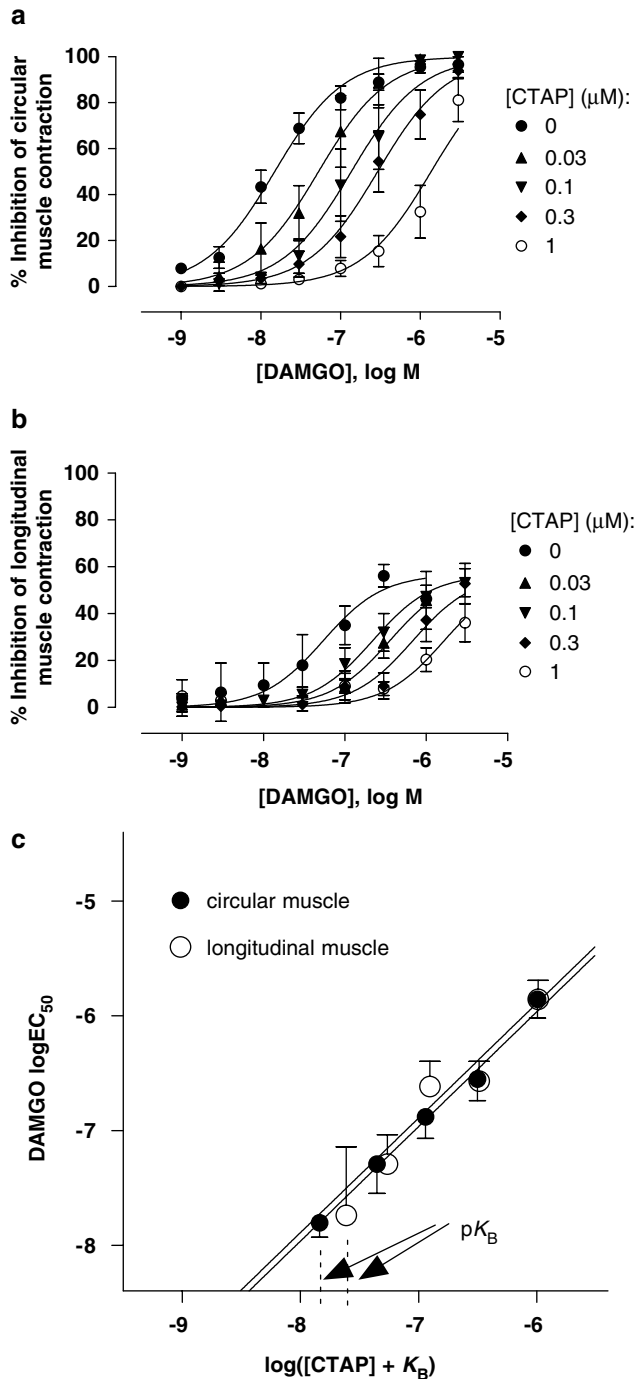 a
% Inhibition of circular
muscle contraction
100
80
60
40
20
0
-9
-8
-7
-6
-5
[DAMGO], log M
[CTAP] (μM):
0
0.03
0.1
0.3
1
b
% Inhibition of longitudinal
muscle contraction
100
80
60
40
20
0
-9
-8
-7
-6
-5
[DAMGO], log M
[CTAP] (μM):
0
0.03
0.1
0.3
1
c
circular muscle
longitudinal muscle
DAMGO logEC50
-5
-6
-7
-8
pKB
-9
-8
-7
-6
log([CTAP] + KB)